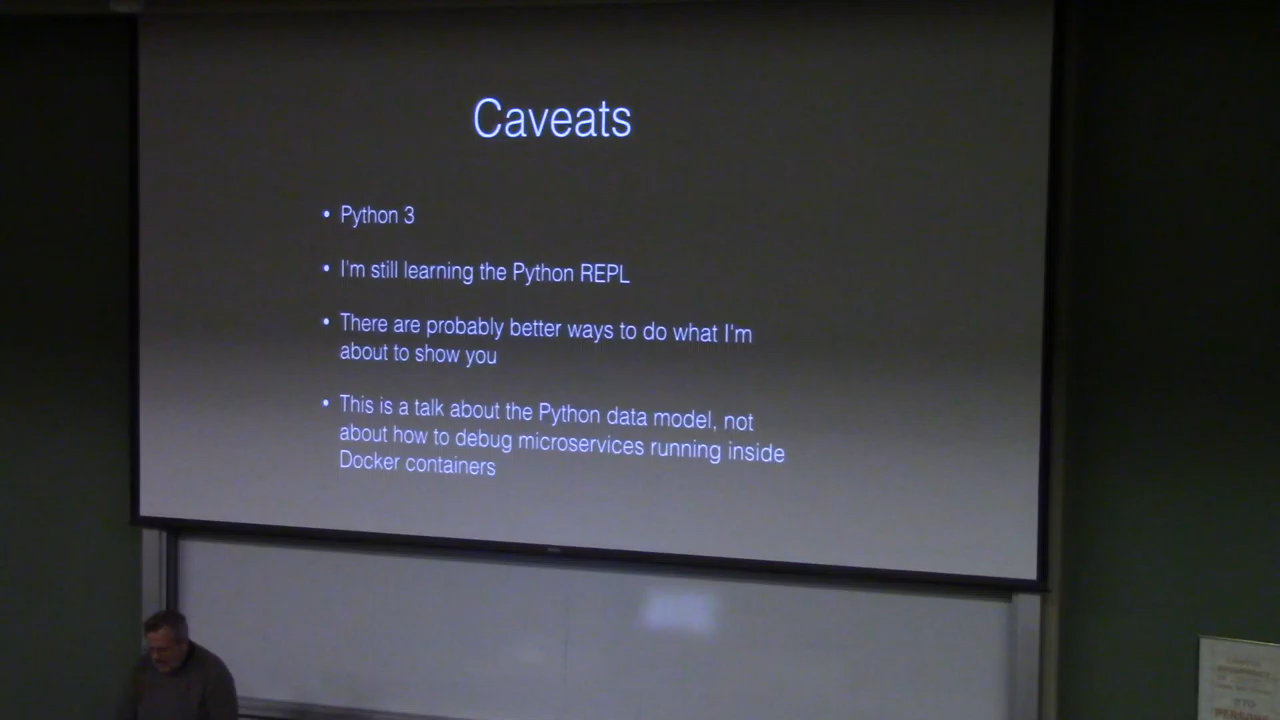 Caveats
• Python 3
• I'm still learning the Python REPL
• There are probably better ways to do what I'm
about to show you
• This is a talk about the Python data model, not
about how to debug microservices running inside
Docker containers